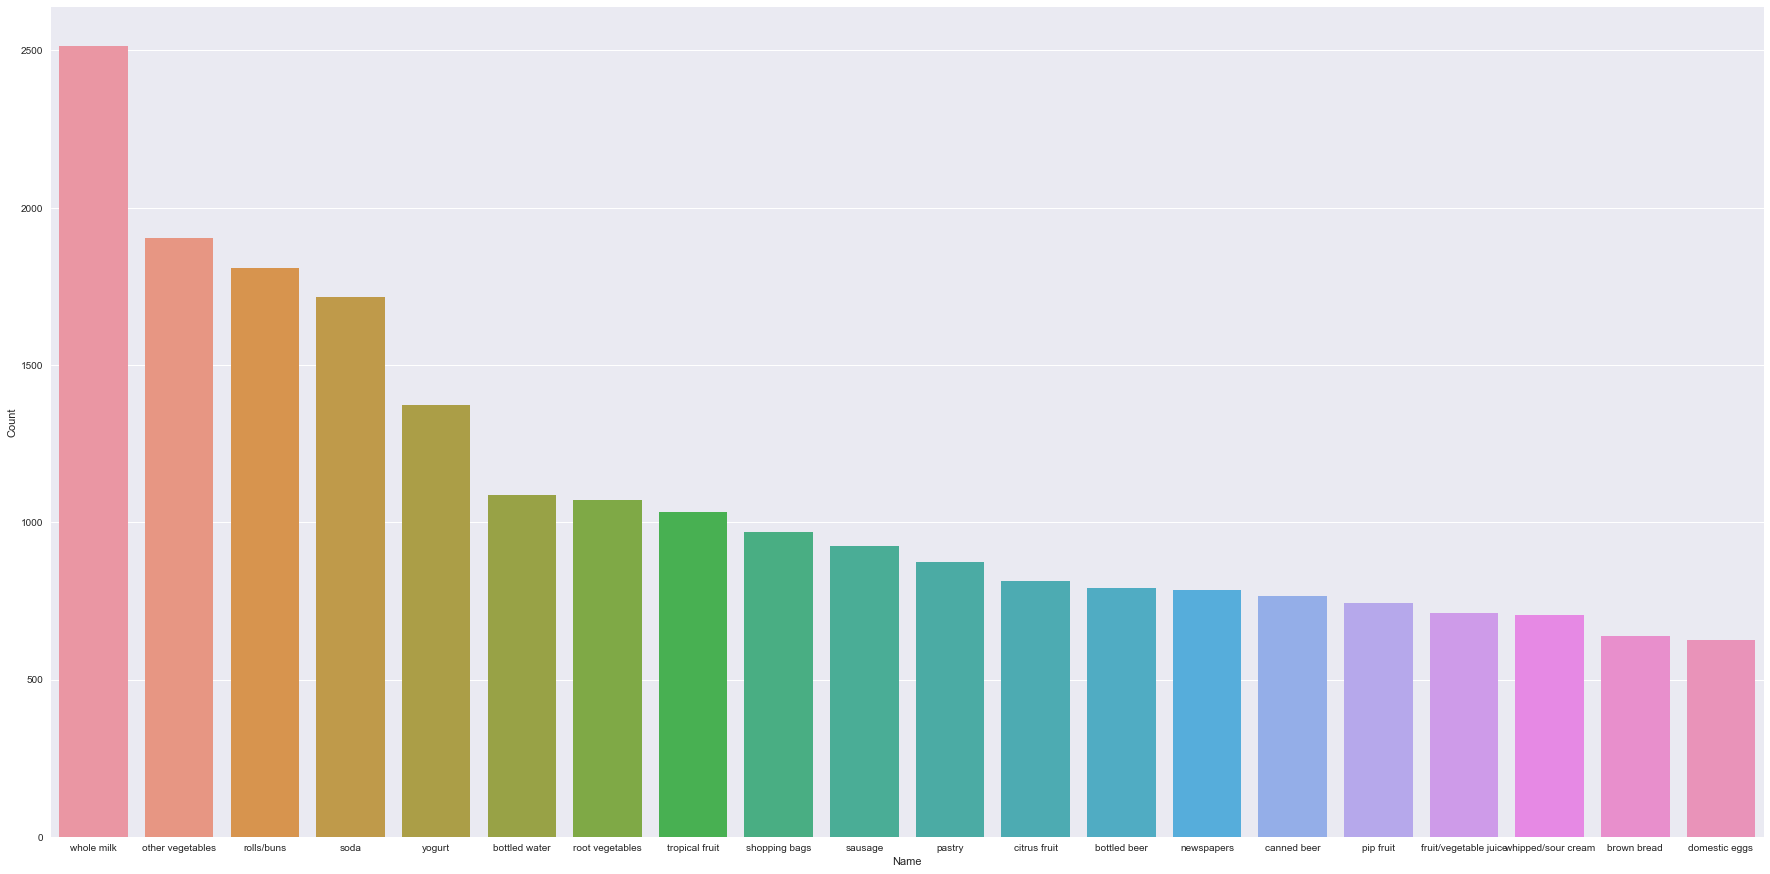 2500
2000
1500
1000
500
0
Count
whole milk
other vegetables
rolls/buns
soda
yogurt
bottled water
root vegetables
tropical fruit
shopping bags
sausage
pastry
citrus fruit
bottled beer
newspapers
canned beer
pip fruit
fruit/vegetable juice
whipped/sour cream
brown bread
domestic eggs
Name